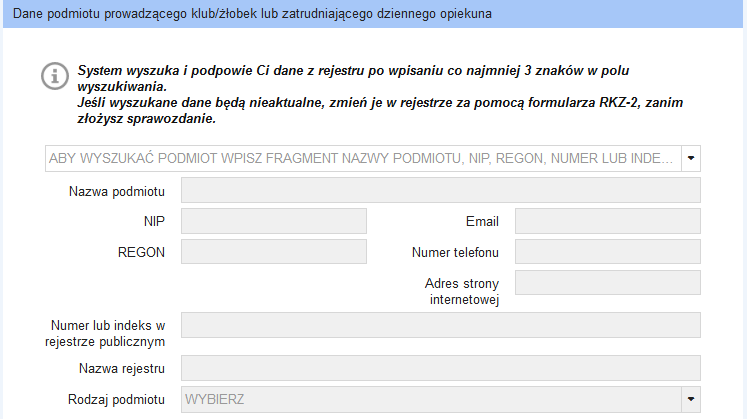 Dane podmiotu prowadzącego klub/żłobek lub zatrudniającego dziennego opiekuna
System wyszuka i podpowie Ci dane z rejestru po wpisaniu co najmniej 3 znaków w polu
wyszukiwania.
Jeśli wyszukane dane będą nieaktualne, zmień je w rejestrze za pomocą formularza RKZ-2, zanim
złożysz sprawozdanie.
ABY WYSZUKAĆ PODMIOT WPISZ FRAGMENT NAZWY PODMIOTU, NIP, REGON, NUMER LUB INDE...
Nazwa podmiotu
NIP
Email
REGON
Numer telefonu
Adres strony
internetowej
Numer lub indeks w
rejestrze publicznym
Nazwa rejestru
Rodzaj podmiotu
WYBIERZ